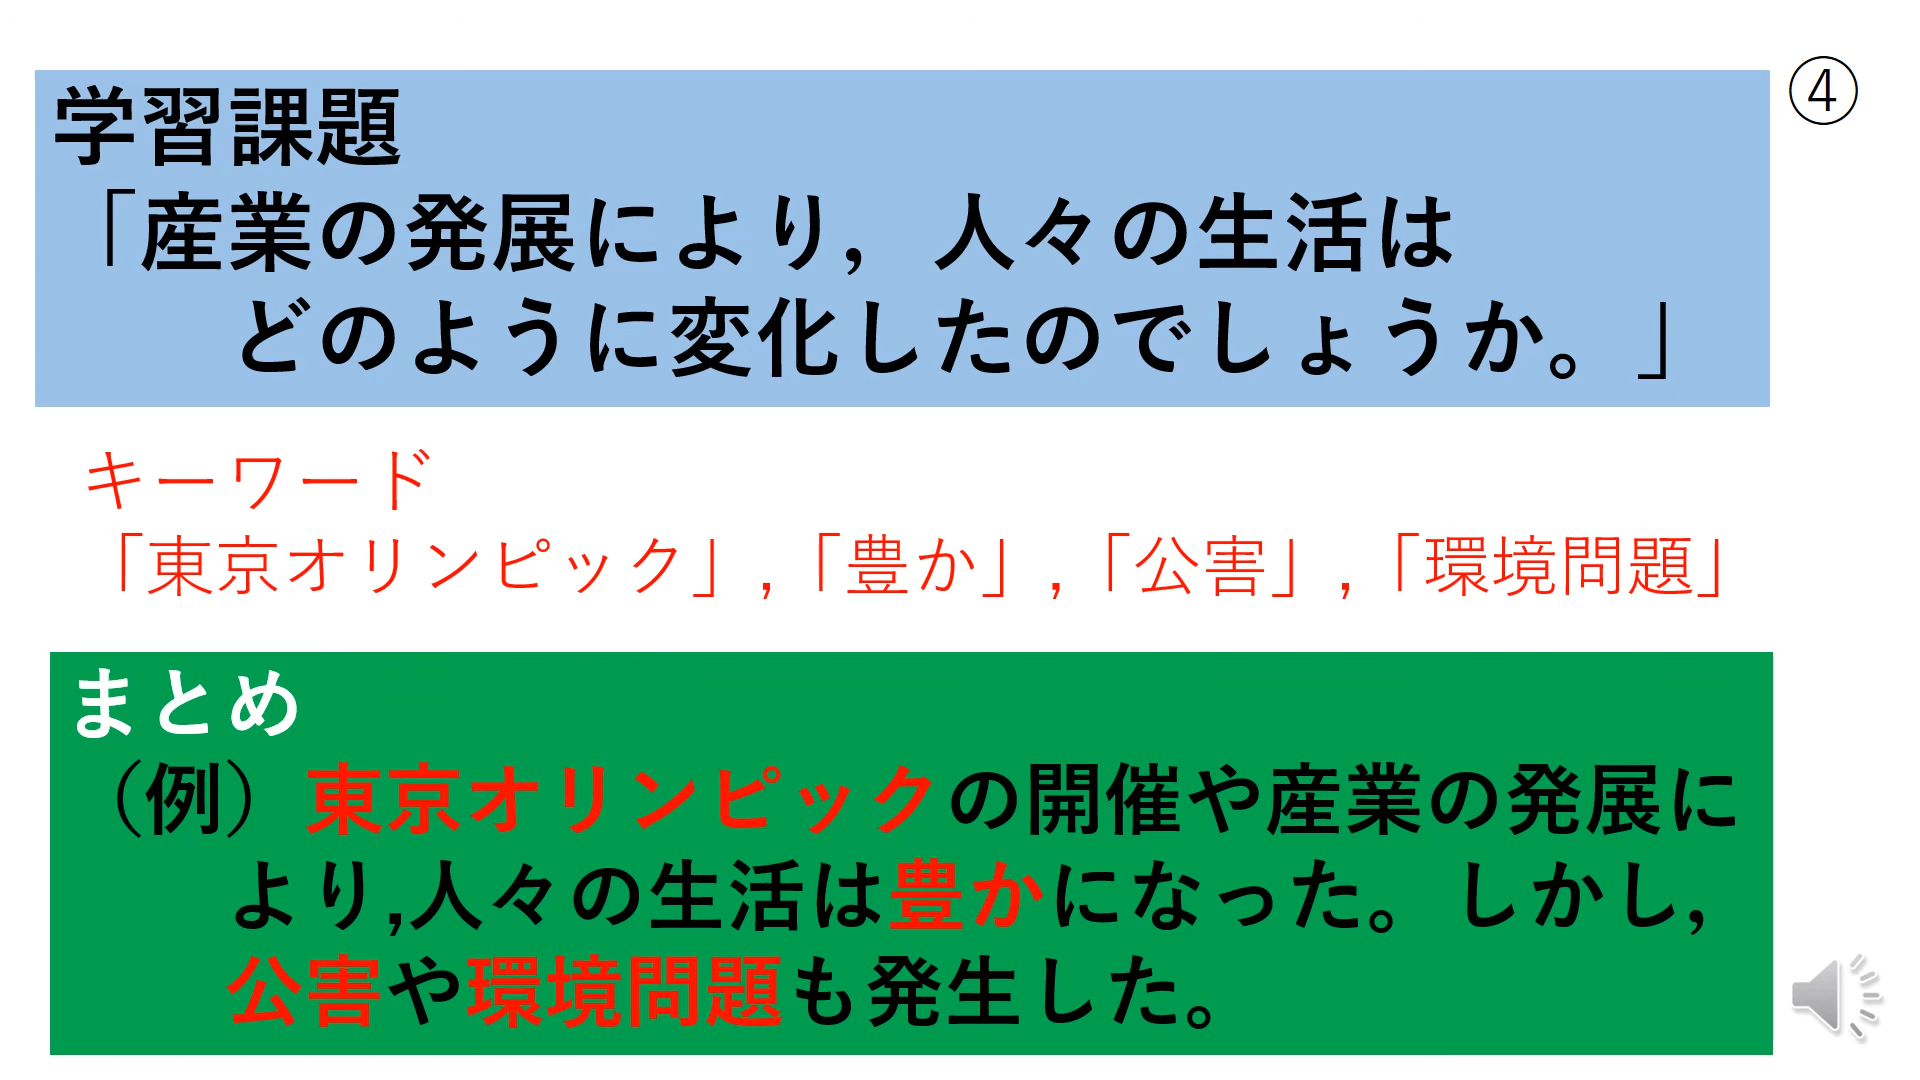 ④
学習課題
「産業の発展により，人々の生活は
どのように変化したのでしょうか。」
キーワード
「東京オリンピック」,「豊か」,「公害」,「環境問題」
まとめ
（例）東京オリンピックの開催や産業の発展に
より,人々の生活は豊かになった。しかし，
公害や環境問題も発生した。